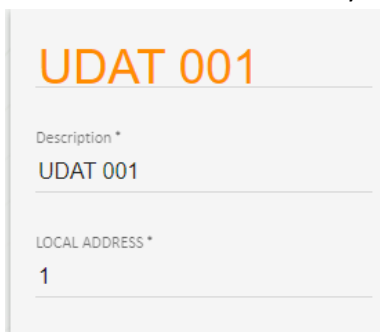 UDAT 001
Description *
UDAT 001
LOCAL ADDRESS *
1